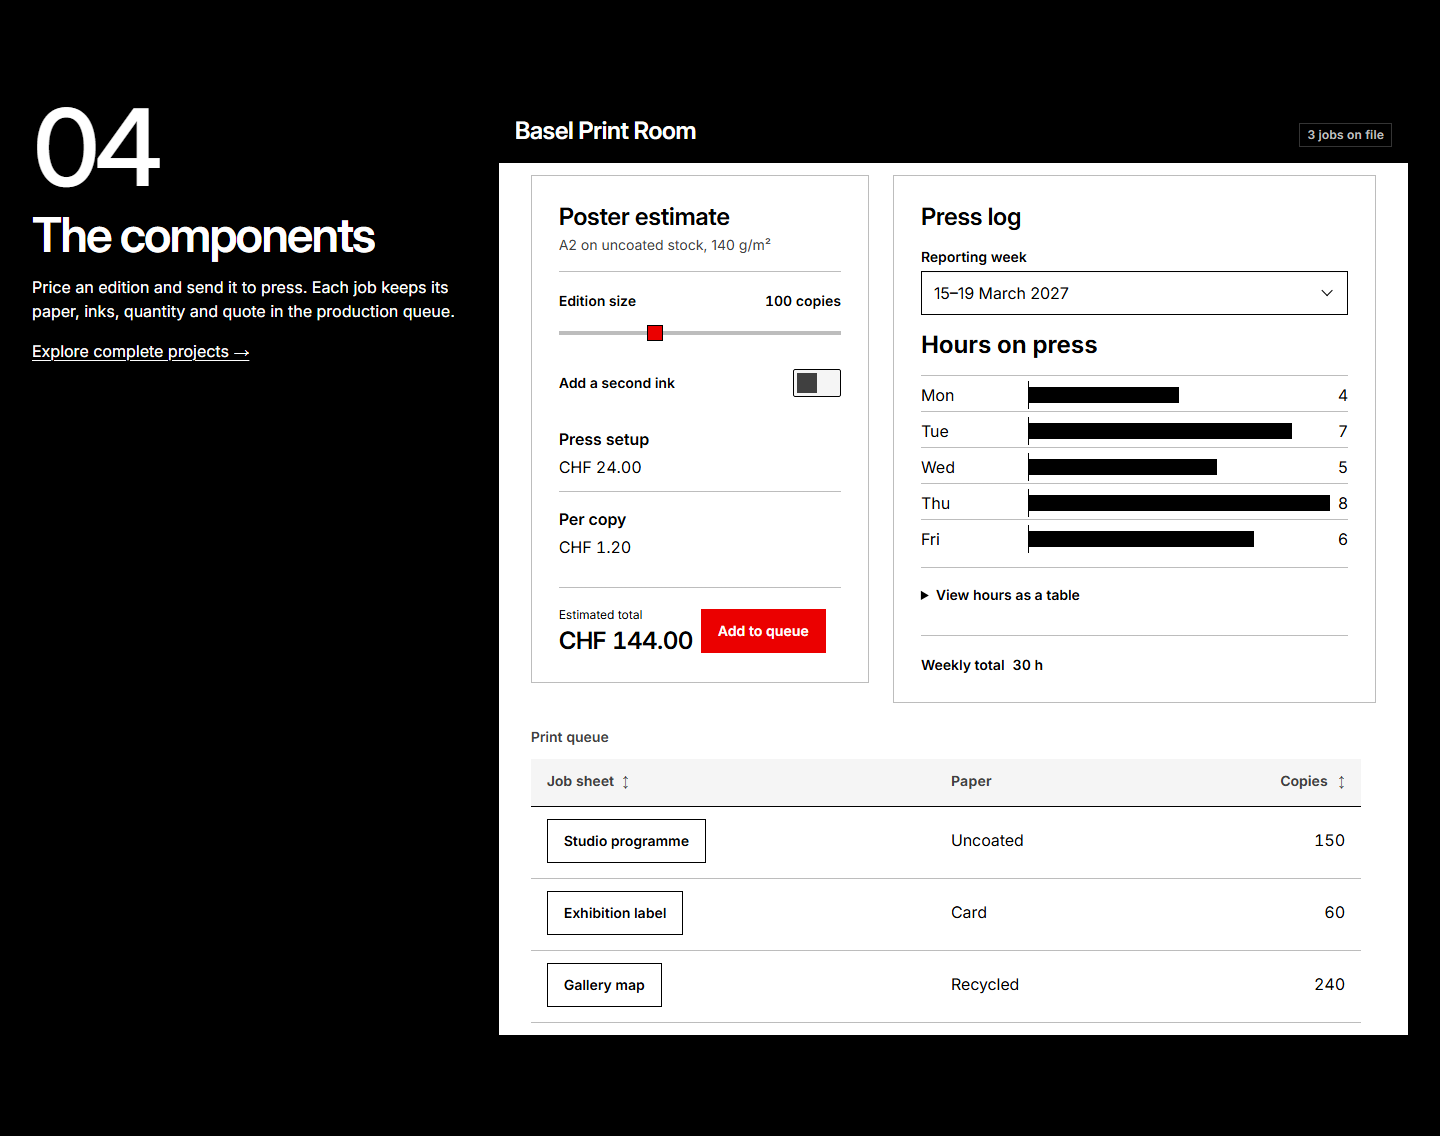 04
The components
Price an edition and send it to press. Each job keeps its
paper, inks, quantity and quote in the production queue.
Explore complete projects →
Basel Print Room
3 jobs on file
Poster estimate
A2 on uncoated stock, 140 g/m²
Edition size
100 copies
Add a second ink
Press setup
CHF 24.00
Per copy
CHF 1.20
Estimated total
CHF 144.00
Add to queue
Press log
Reporting week
15–19 March 2027
Hours on press
Mon 4
Tue 7
Wed 5
Thu 8
Fri 6
View hours as a table
Weekly total 30 h
Print queue
Job sheet ↕ Paper Copies ↕
Studio programme Uncoated 150
Exhibition label Card 60
Gallery map Recycled 240